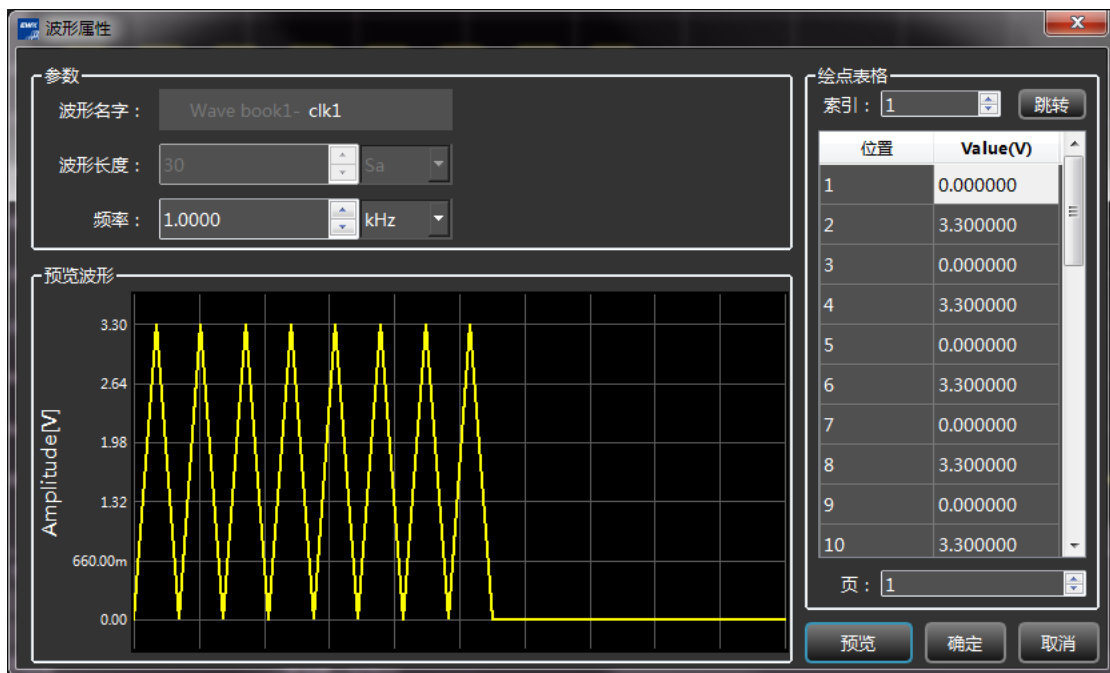 EWX 波形属性
参数
波形名字： Wave book1- clk1
波形长度： 30 Sa
频率： 1.0000 kHz
预览波形
Amplitude[V]
3.30
2.64
1.98
1.32
660.00m
0.00
绘点表格
索引： 1 跳转
位置 Value(V)
1 0.000000
2 3.300000
3 0.000000
4 3.300000
5 0.000000
6 3.300000
7 0.000000
8 3.300000
9 0.000000
10 3.300000
页： 1
预览 确定 取消